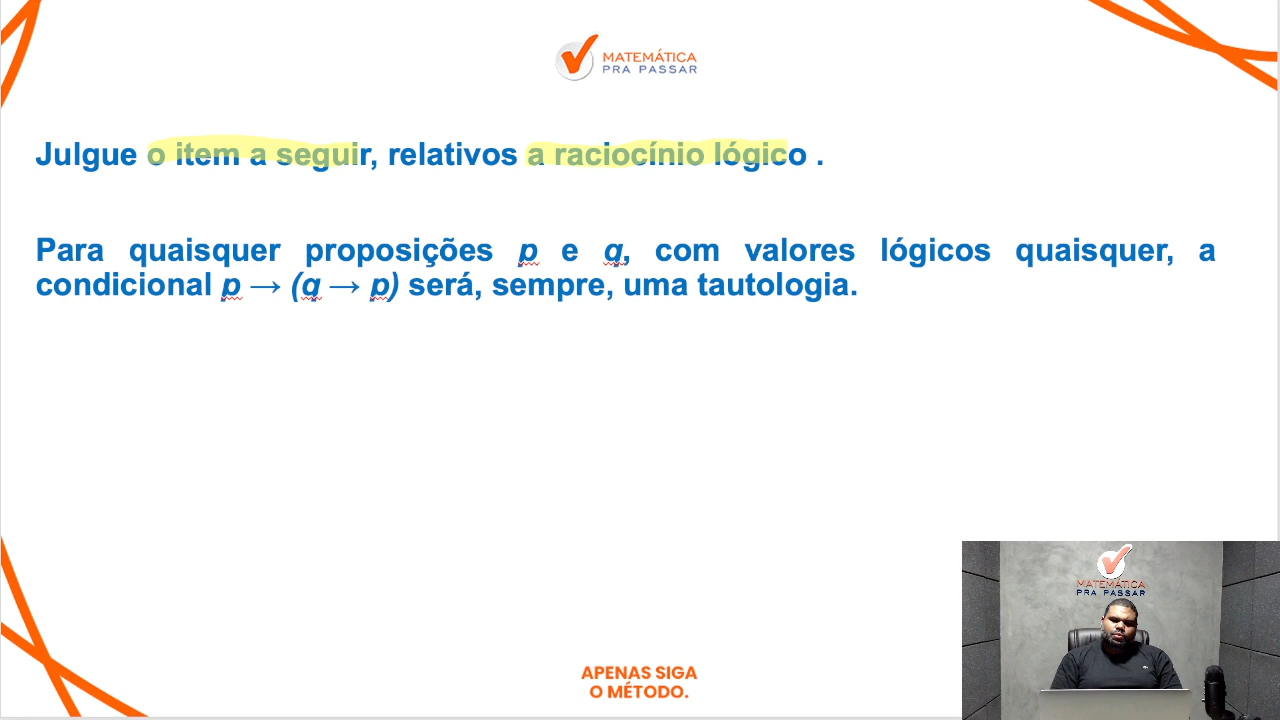 MATEMÁTICA
PRA PASSAR
Julgue o item a seguir, relativos a raciocínio lógico .
Para quaisquer proposições p e q, com valores lógicos quaisquer, a
condicional p → (q → p) será, sempre, uma tautologia.
MATEMÁTICA
PRA PASSAR
APENAS SIGA
O MÉTODO.